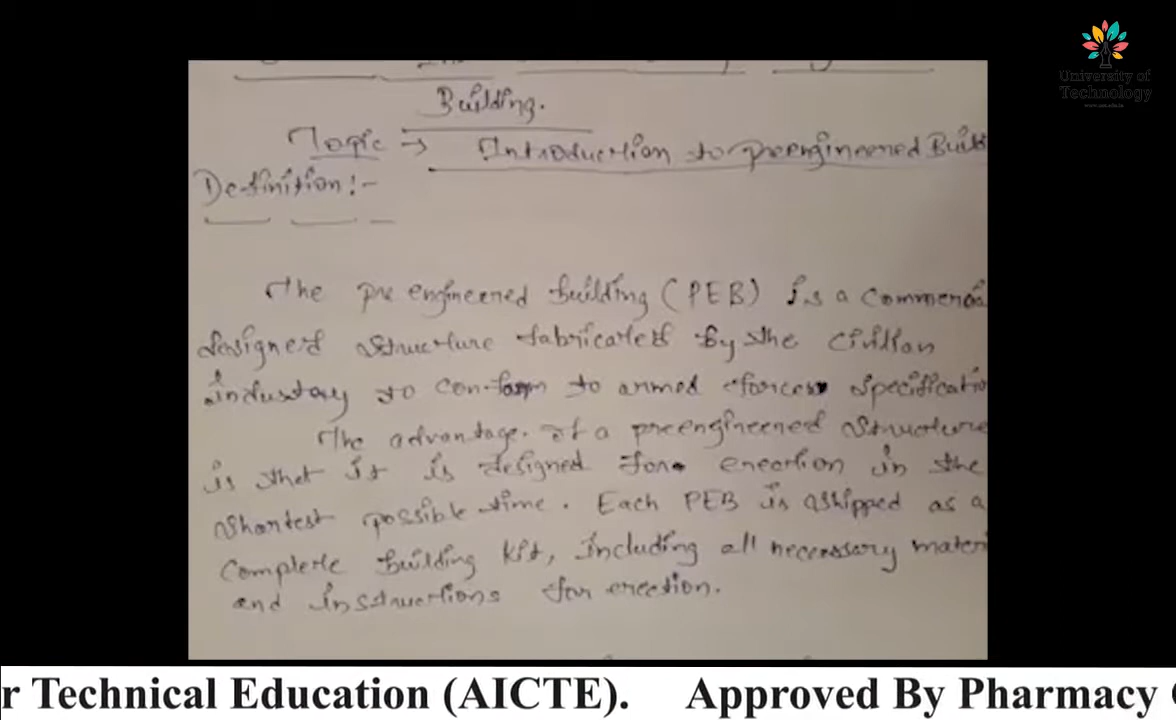 University of
Technology
Building.
Topic → Introduction to preengineered Build
Definition:-
The pre engineered building (PEB) is a commerci
designed structure fabricated by the civilian
industry to conform to armed forces specificatio
The advantage of a preengineered structure
is that it is designed for erection in the
shortest possible time. Each PEB is shipped as a
complete building kit, including all necessary materi
and instructions for erection.
r Technical Education (AICTE). Approved By Pharmacy